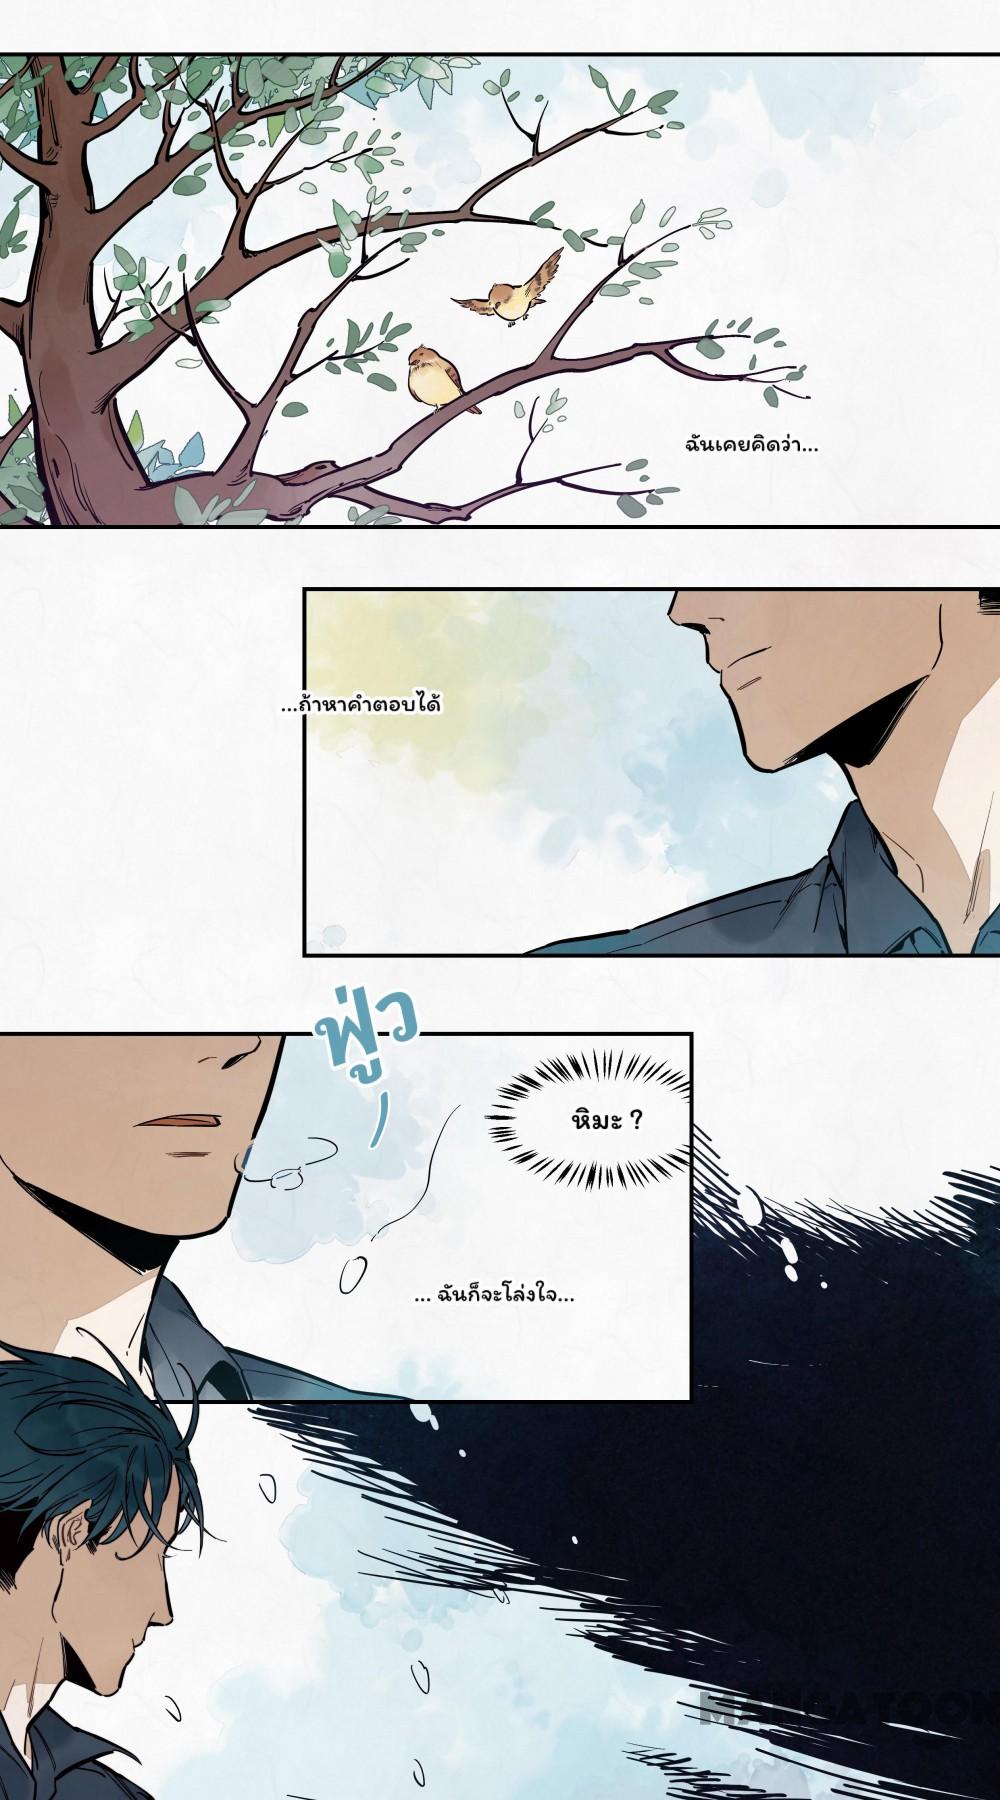 ฉันเคยคิดว่า...
...ถ้าหาคำตอบได้
ฟู่ว
หิมะ ?
... ฉันก็จะโล่งใจ...
MANGATOON